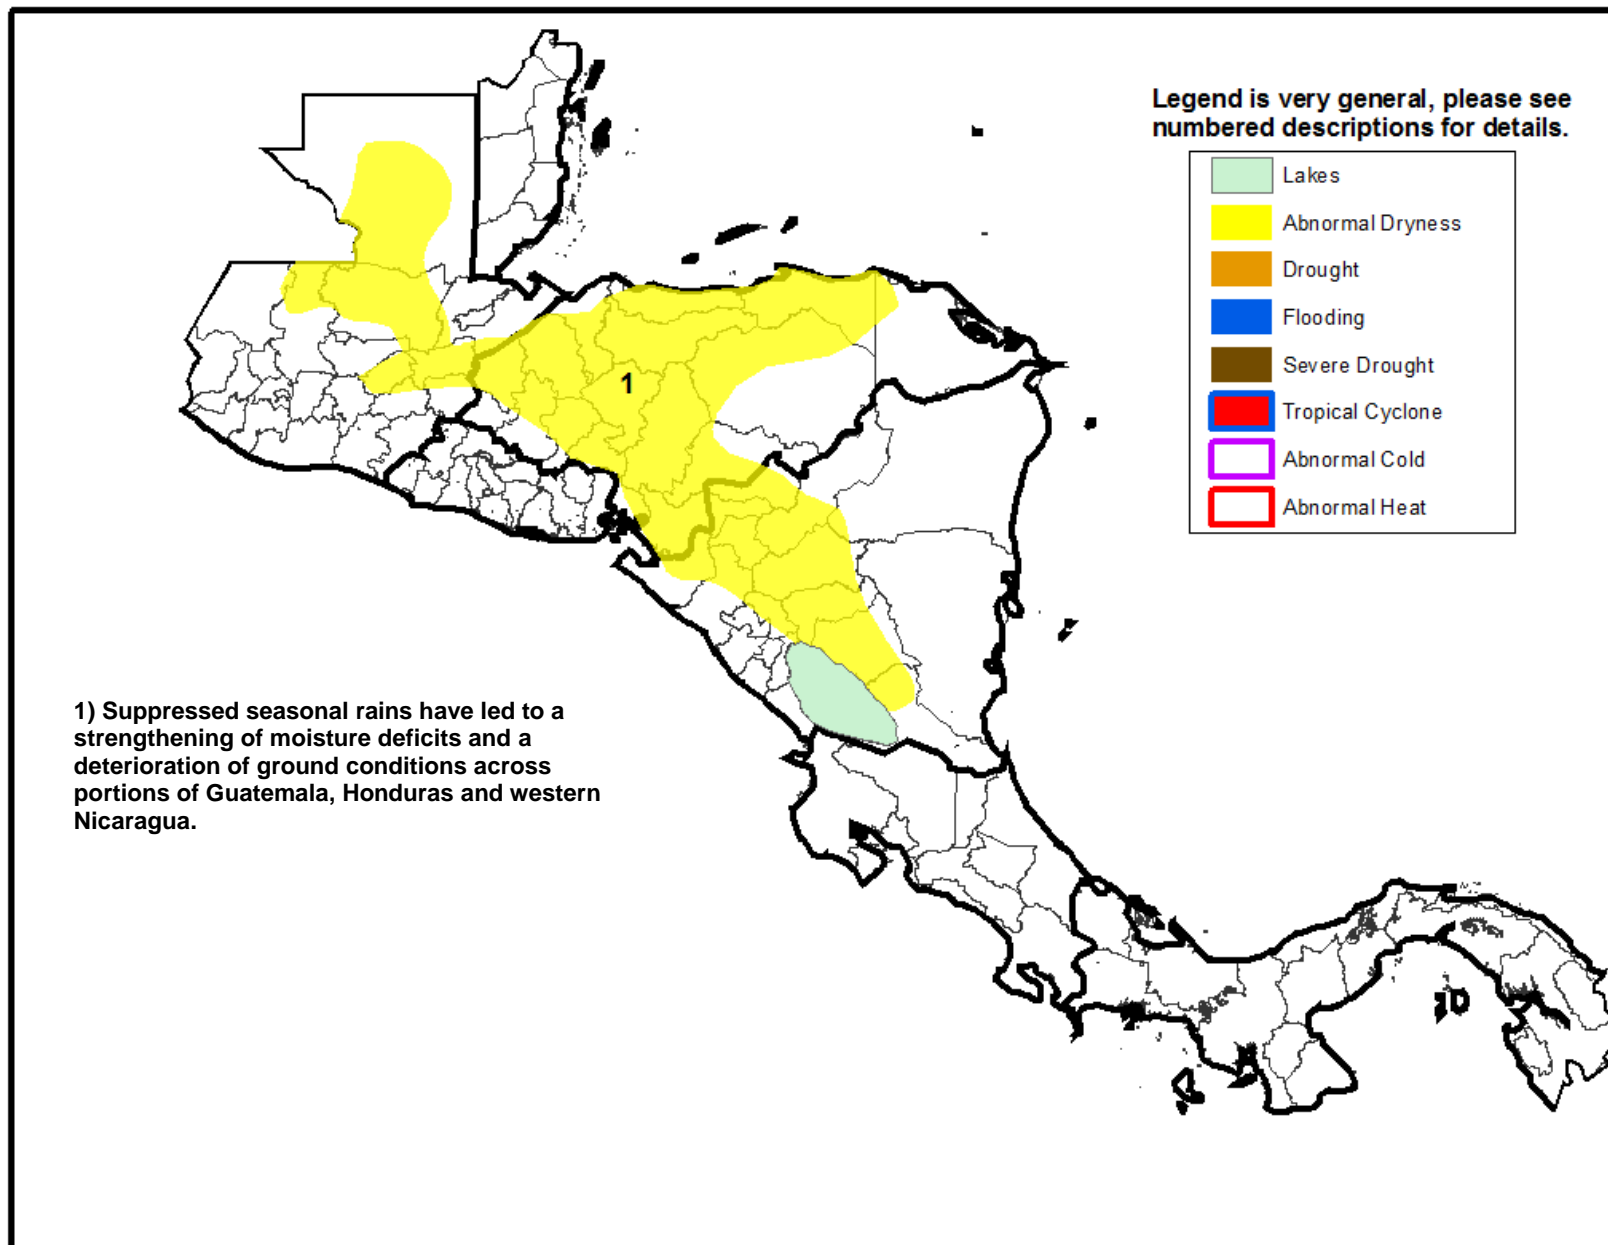 Legend is very general, please see
numbered descriptions for details.
Lakes
Abnormal Dryness
Drought
Flooding
Severe Drought
Tropical Cyclone
Abnormal Cold
Abnormal Heat
1
1) Suppressed seasonal rains have led to a
strengthening of moisture deficits and a
deterioration of ground conditions across
portions of Guatemala, Honduras and western
Nicaragua.